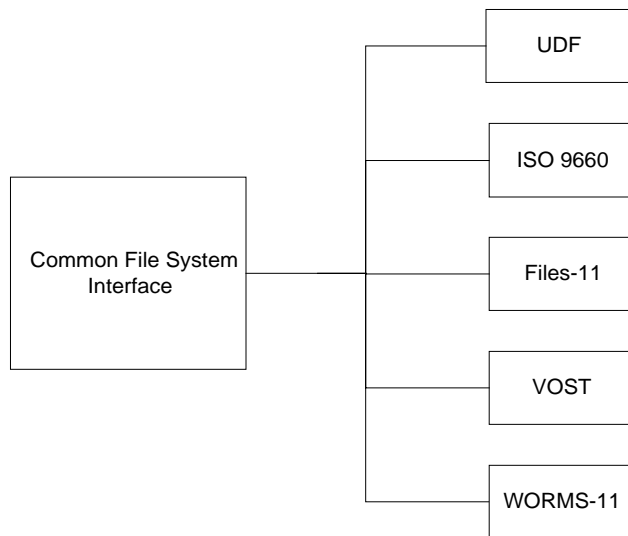 UDF
ISO 9660
Common File System
Interface
Files-11
VOST
WORMS-11